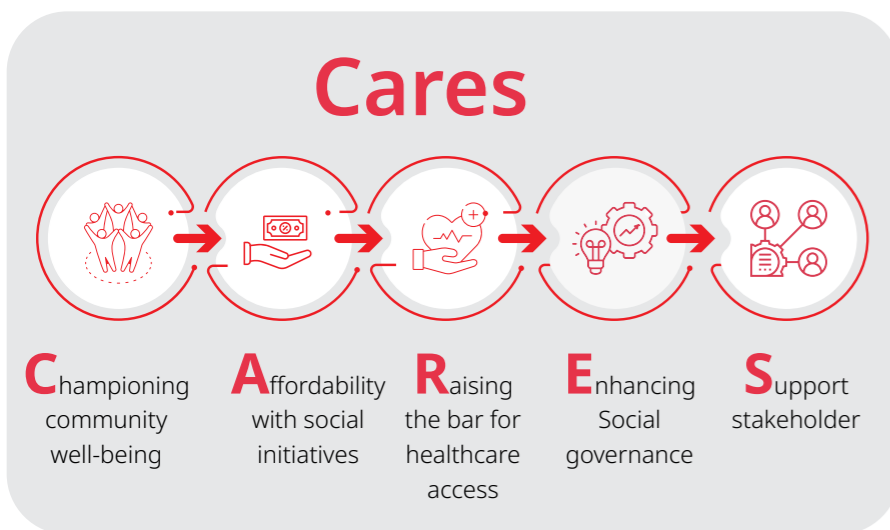 Cares
Championing
community
well-being
Affordability
with social
initiatives
Raising
the bar for
healthcare
access
Enhancing
Social
governance
Support
stakeholder